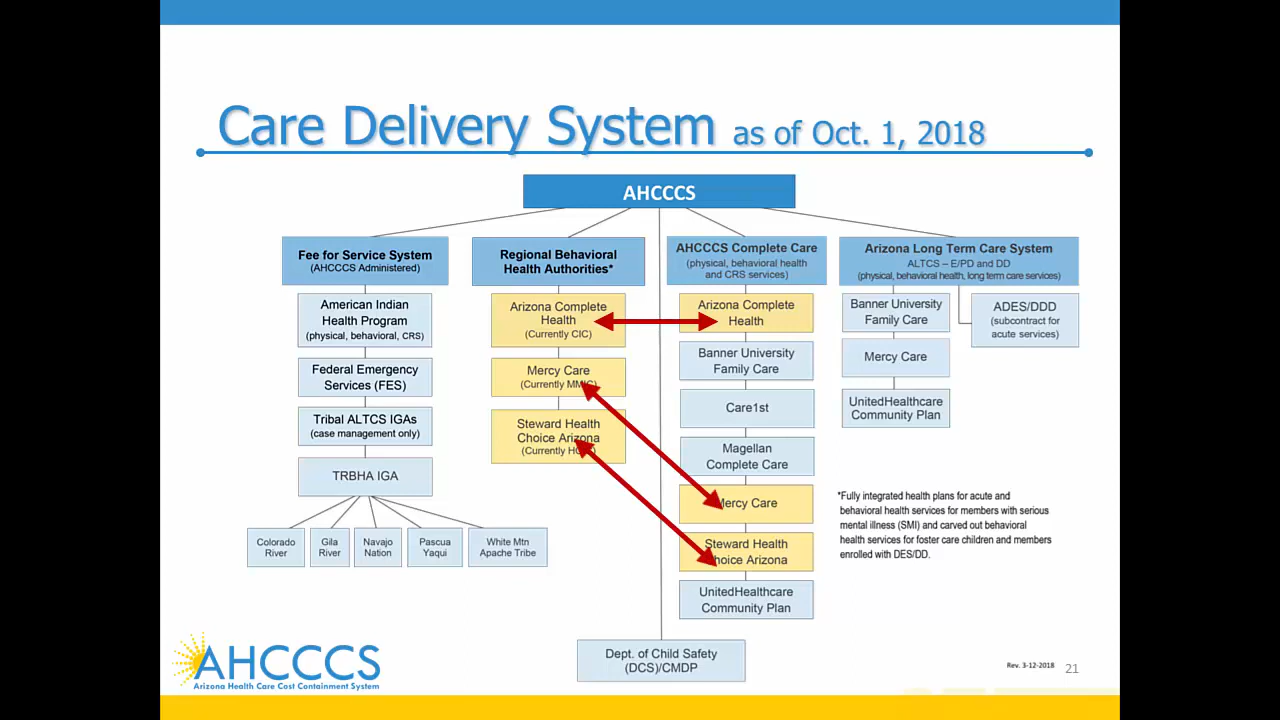 Care Delivery System as of Oct. 1, 2018
AHCCCS
Fee for Service System
(AHCCCS Administered)
American Indian
Health Program
(physical, behavioral, CRS)
Federal Emergency
Services (FES)
Tribal ALTCS IGAs
(case management only)
TRBHA IGA
Colorado
River
Gila
River
Navajo
Nation
Pascua
Yaqui
White Mtn
Apache Tribe
Regional Behavioral
Health Authorities*
Arizona Complete
Health
(Currently CIC)
Mercy Care
(Currently MMIC)
Steward Health
Choice Arizona
(Currently
AHCCCS Complete Care
(physical, behavioral health
and CRS services)
Arizona Complete
Health
Banner University
Family Care
Care1st
Magellan
Complete Care
Mercy Care
Steward Health
Choice Arizona
UnitedHealthcare
Community Plan
Arizona Long Term Care System
ALTCS – E/PD and DD
(physical, behavioral health, long term care services)
Banner University
Family Care
Mercy Care
UnitedHealthcare
Community Plan
ADES/DDD
(subcontract for
acute services)
*Fully integrated health plans for acute and
behavioral health services for members with serious
mental illness (SMI) and carved out behavioral
health services for foster care children and members
enrolled with DES/DD.
Dept. of Child Safety
(DCS)/CMDP
AHCCCS
Arizona Health Care Cost Containment System
Rev. 3-12-2018
21